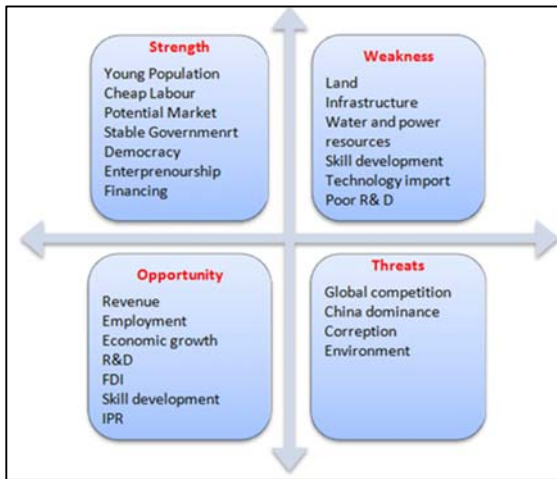 Strength
Young Population
Cheap Labour
Potential Market
Stable Governmenrt
Democracy
Enterprenourship
Financing
Weakness
Land
Infrastructure
Water and power
resources
Skill development
Technology import
Poor R& D
Opportunity
Revenue
Employment
Economic growth
R&D
FDI
Skill development
IPR
Threats
Global competition
China dominance
Correption
Environment